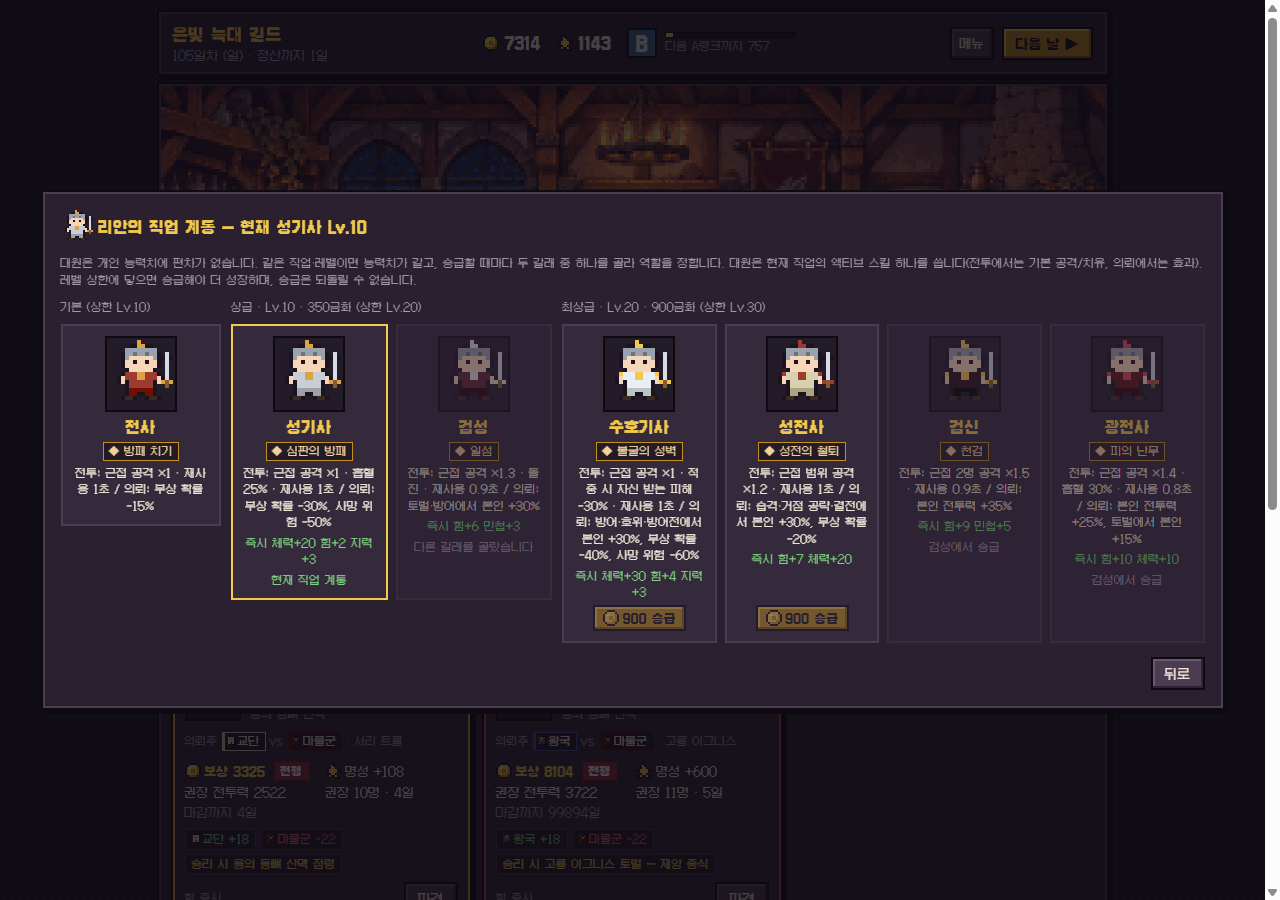 은빛 늑대 길드
105일차 (일) · 정산까지 1일
7314
1143
B
다음 A랭크까지 757
메뉴
다음 날 ▶
리안의 직업 계통 — 현재 성기사 Lv.10
대원은 개인 능력치에 편차가 없습니다. 같은 직업·레벨이면 능력치가 같고, 승급할 때마다 두 갈래 중 하나를 골라 역할을 정합니다. 대원은 현재 직업의 액티브 스킬 하나를 씁니다(전투에서는 기본 공격/치유, 의뢰에서는 효과).
레벨 상한에 닿으면 승급해야 더 성장하며, 승급은 되돌릴 수 없습니다.
기본 (상한 Lv.10)
전사
◆ 방패 치기
전투: 근접 공격 ×1 · 재사
용 1초 / 의뢰: 부상 확률
-15%
상급 · Lv.10 · 350금화 (상한 Lv.20)
성기사
◆ 심판의 방패
전투: 근접 공격 ×1 · 흡혈
25% · 재사용 1초 / 의뢰:
부상 확률 -30%, 사망 위
험 -50%
즉시 체력+20 힘+2 지력
+3
현재 직업 계통
검성
◆ 일섬
전투: 근접 공격 ×1.3 · 돌
진 · 재사용 0.9초 / 의뢰:
토벌·방어에서 본인 +30%
즉시 힘+6 민첩+3
다른 갈래를 골랐습니다
최상급 · Lv.20 · 900금화 (상한 Lv.30)
수호기사
◆ 불굴의 성벽
전투: 근접 공격 ×1 · 적
중 시 자신 받는 피해
-30% · 재사용 1초 / 의
뢰: 방어·호위·방어전에서
본인 +30%, 부상 확률
-40%, 사망 위험 -60%
즉시 체력+30 힘+4 지력
+3
900 승급
성전사
◆ 성전의 철퇴
전투: 근접 범위 공격
×1.2 · 재사용 1초 / 의
뢰: 습격·거점 공략·결전에
서 본인 +30%, 부상 확률
-20%
즉시 힘+7 체력+20
900 승급
검신
◆ 천검
전투: 근접 2명 공격 ×1.5
· 재사용 0.9초 / 의뢰:
본인 전투력 +35%
즉시 힘+9 민첩+5
검성에서 승급
광전사
◆ 피의 난무
전투: 근접 공격 ×1.4 ·
흡혈 30% · 재사용 0.8초
/ 의뢰: 본인 전투력
+25%, 토벌에서 본인
+15%
즉시 힘+10 체력+10
검성에서 승급
뒤로
의뢰주 교단 vs 마물군 · 서리 트롤
보상 3325 전쟁 명성 +108
권장 전투력 2522 권장 10명 · 4일
마감까지 4일
교단 +18 마물군 -22
승리 시 용의 등뼈 산맥 점령
파견
의뢰주 왕국 vs 마물군 · 고룡 이그니스
보상 8104 전쟁 명성 +600
권장 전투력 3722 권장 11명 · 5일
마감까지 99894일
왕국 +18 마물군 -22
승리 시 고룡 이그니스 토벌 — 재앙 종식
파견